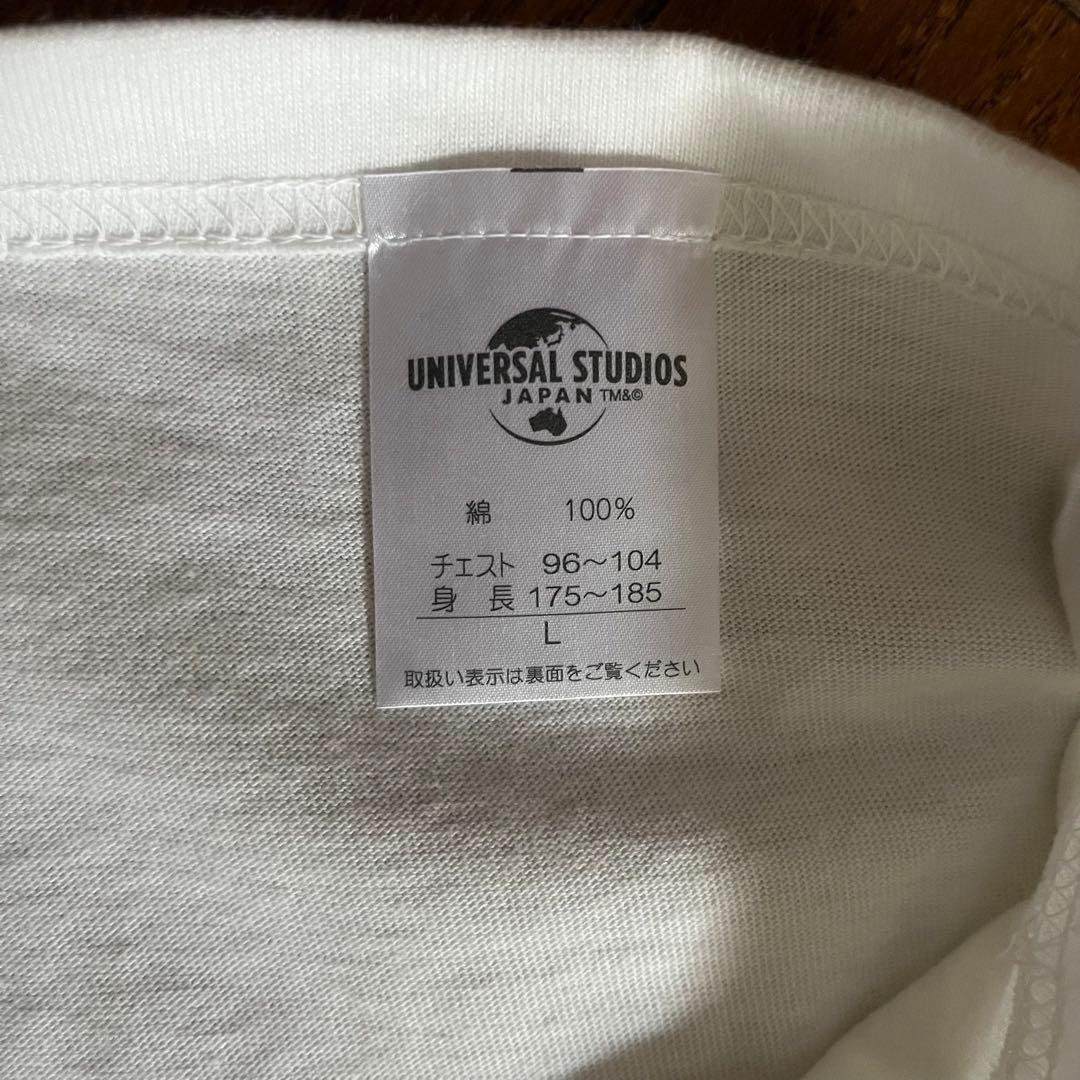 UNIVERSAL STUDIOS
JAPAN TM&©
綿 100%
チェスト 96～104
身長 175～185
L
取扱い表示は裏面をご覧ください